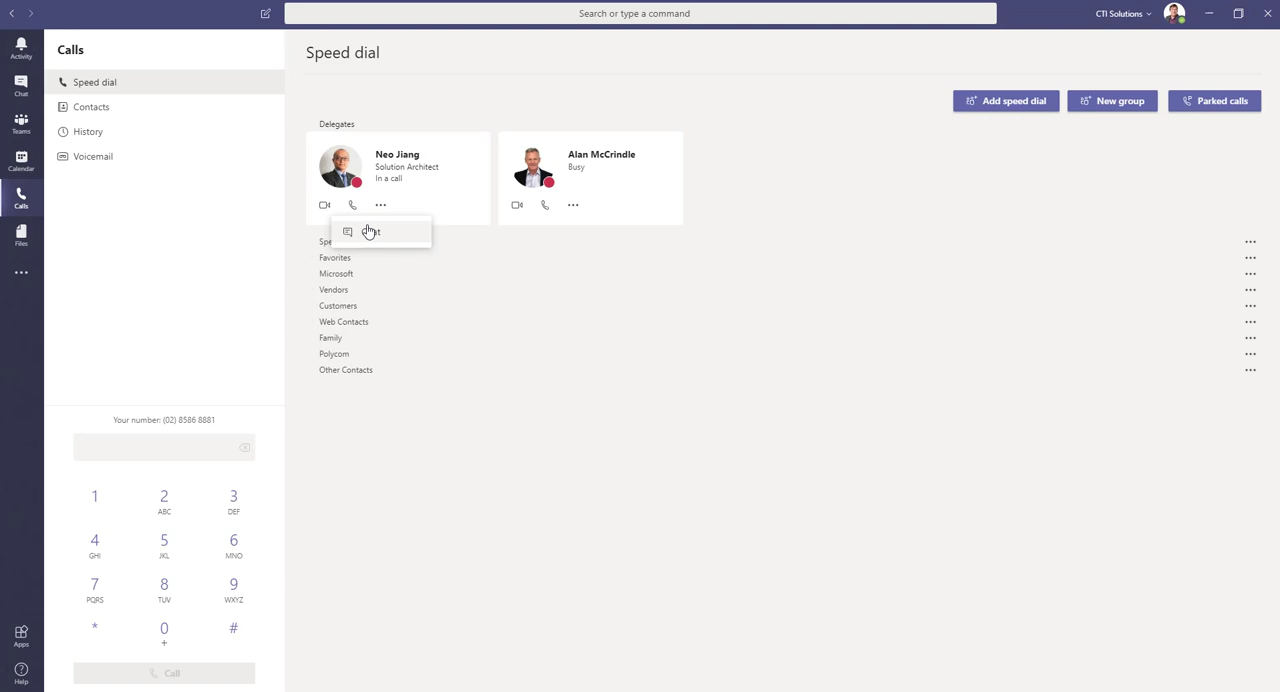 Search or type a command
CTI Solutions
Activity
Chat
Teams
Calendar
Calls
Files
Apps
Help
Calls
Speed dial
Contacts
History
Voicemail
Your number: (02) 8586 8881
1
2
ABC
3
DEF
4
GHI
5
JKL
6
MNO
7
PQRS
8
TUV
9
WXYZ
*
0
+
#
Call
Speed dial
Add speed dial
New group
Parked calls
Delegates
Neo Jiang
Solution Architect
In a call
Alan McCrindle
Busy
Favorites
Microsoft
Vendors
Customers
Web Contacts
Family
Polycom
Other Contacts